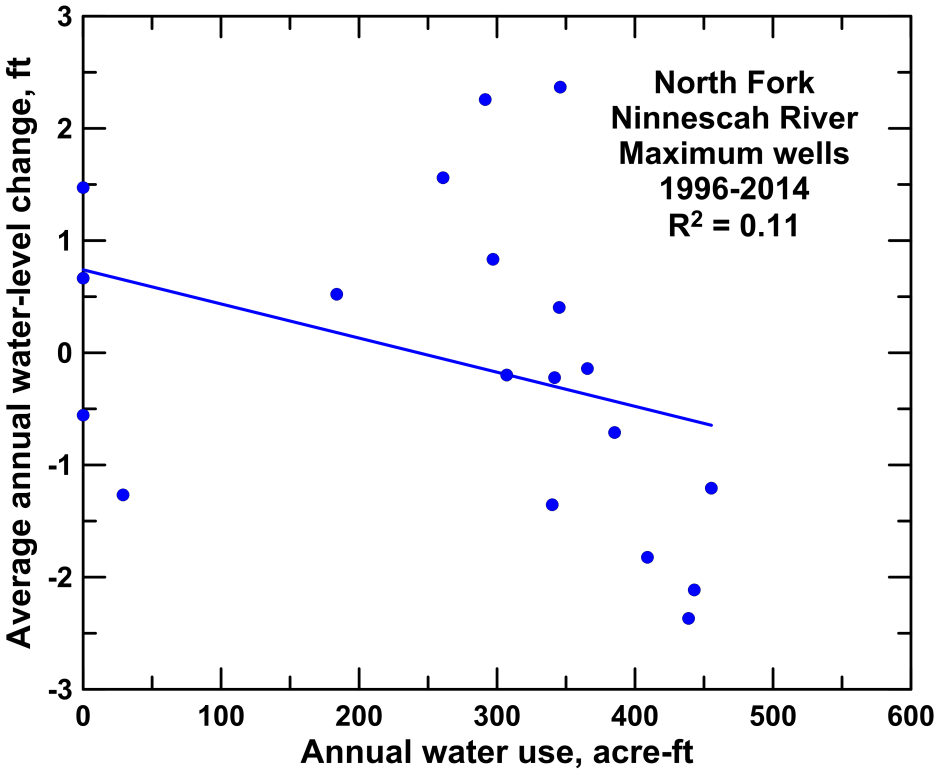 3
2
1
0
-1
-2
-3
Average annual water-level change, ft
North Fork
Ninnescah River
Maximum wells
1996-2014
R² = 0.11
0 100 200 300 400 500 600
Annual water use, acre-ft